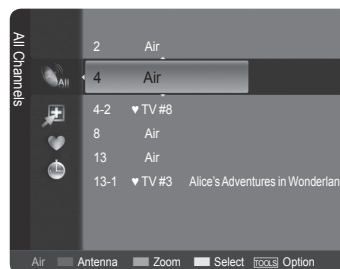 All Channels
2 Air
All
4 Air
4-2 ♥ TV #8
8 Air
13 Air
13-1 ♥ TV #3 Alice's Adventures in Wonderlan
Air Antenna Zoom Select TOOLS Option